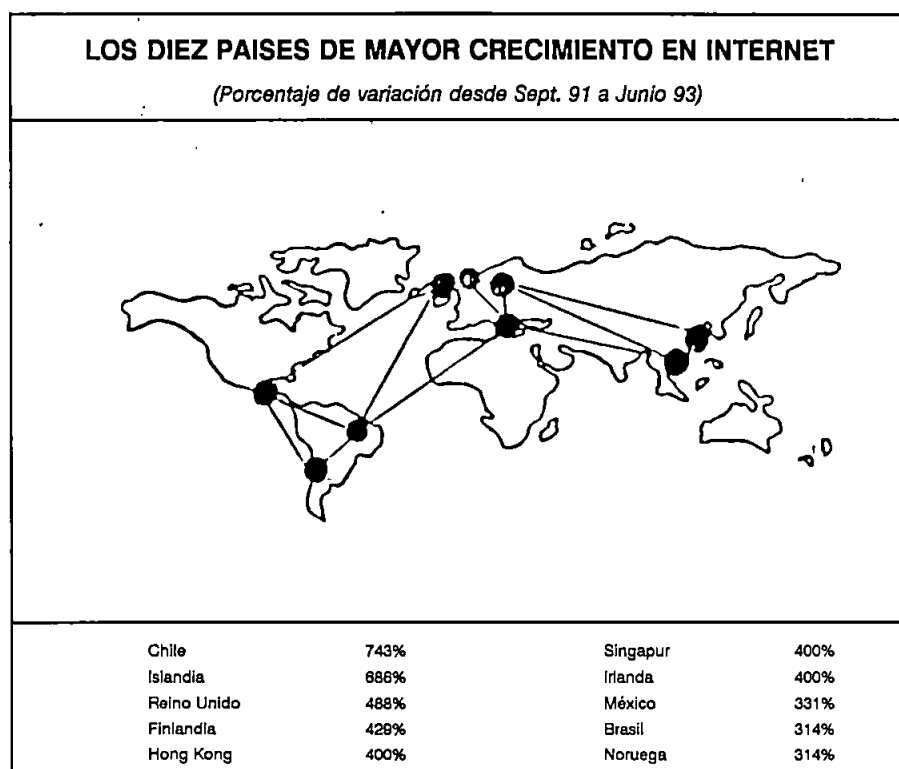 LOS DIEZ PAISES DE MAYOR CRECIMIENTO EN INTERNET
(Porcentaje de variación desde Sept. 91 a Junio 93)
Chile 743% Singapur 400%
Islandia 686% Irlanda 400%
Reino Unido 488% México 331%
Finlandia 429% Brasil 314%
Hong Kong 400% Noruega 314%